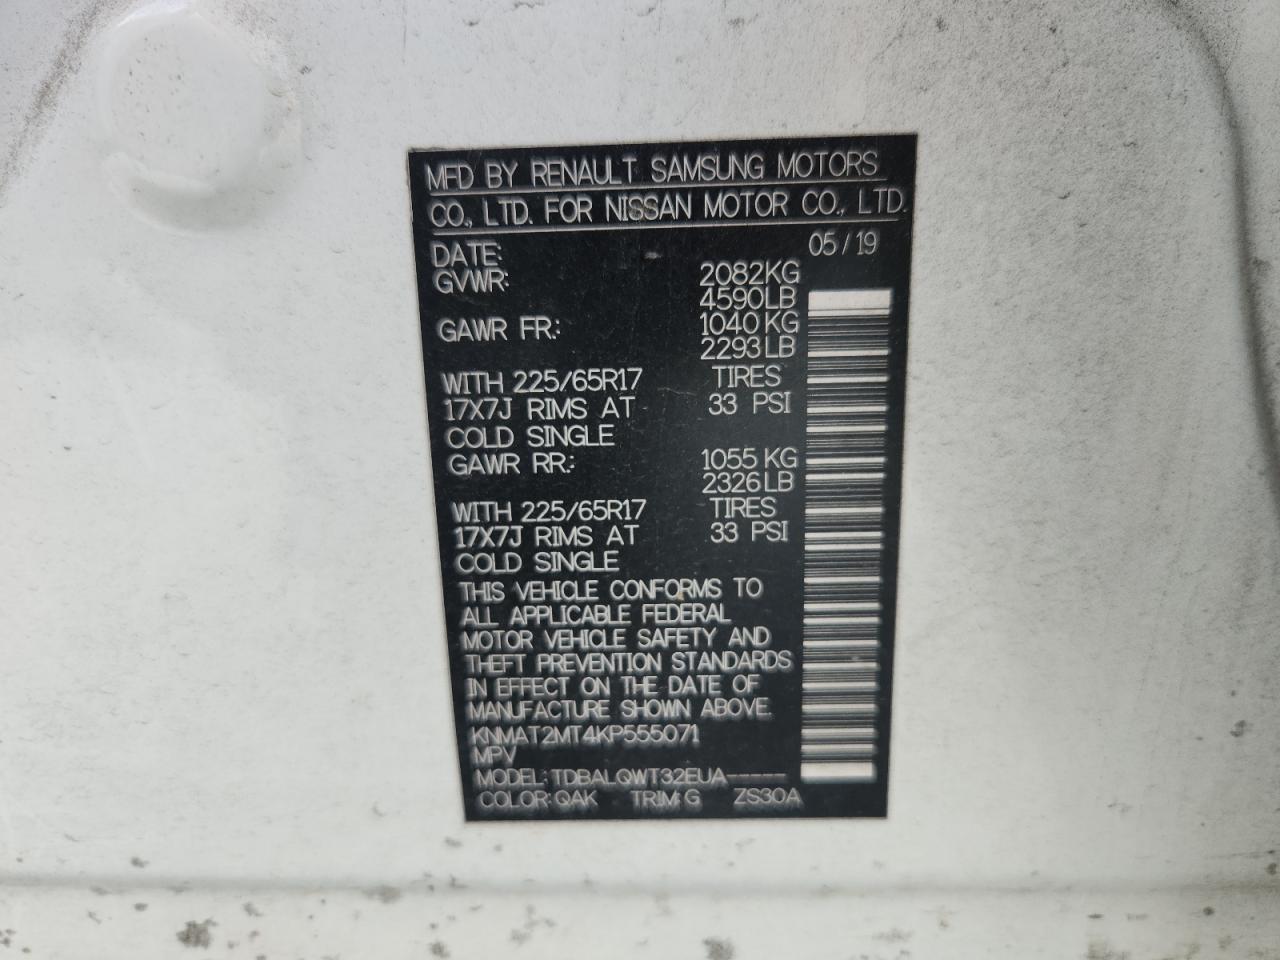 MFD BY RENAULT SAMSUNG MOTORS
CO., LTD. FOR NISSAN MOTOR CO., LTD.
DATE: 05/19
GVWR: 2082KG
4590LB
GAWR FR.: 1040 KG
2293LB
WITH 225/65R17 TIRES
17X7J RIMS AT 33 PSI
COLD SINGLE
GAWR RR.: 1055 KG
2326LB
WITH 225/65R17 TIRES
17X7J RIMS AT 33 PSI
COLD SINGLE
THIS VEHICLE CONFORMS TO
ALL APPLICABLE FEDERAL
MOTOR VEHICLE SAFETY AND
THEFT PREVENTION STANDARDS
IN EFFECT ON THE DATE OF
MANUFACTURE SHOWN ABOVE.
KNMAT2MT4KP555071
MPV
MODEL: TDBALQWT32EUA-----
COLOR: QAK TRIM: G ZS30A